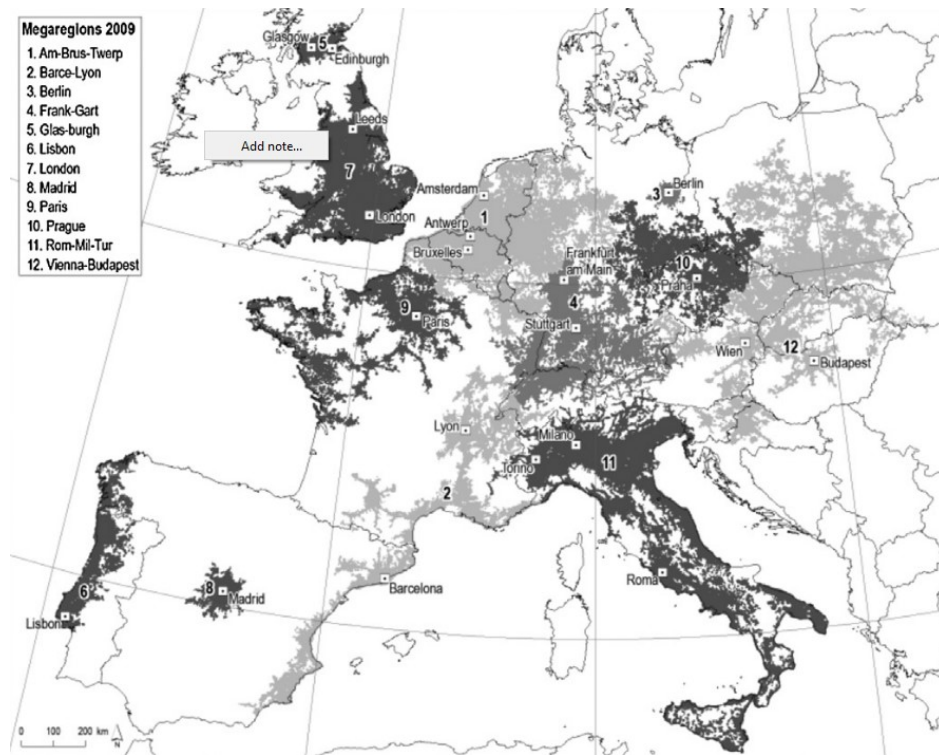 Megaregions 2009
1. Am-Brus-Twerp
2. Barce-Lyon
3. Berlin
4. Frank-Gart
5. Glas-burgh
6. Lisbon
7. London
8. Madrid
9. Paris
10. Prague
11. Rom-Mil-Tur
12. Vienna-Budapest
Glasgow
5
Edinburgh
Leeds
Add note...
7
London
Amsterdam
1
Antwerp
Bruxelles
3
Berlin
Frankfurt
am Main
10
Praha
4
9
Paris
Stuttgart
Wien
12
Budapest
Lyon
Milano
Torino
11
2
Barcelona
Roma
8
Madrid
6
Lisbon
0 100 200 km
N